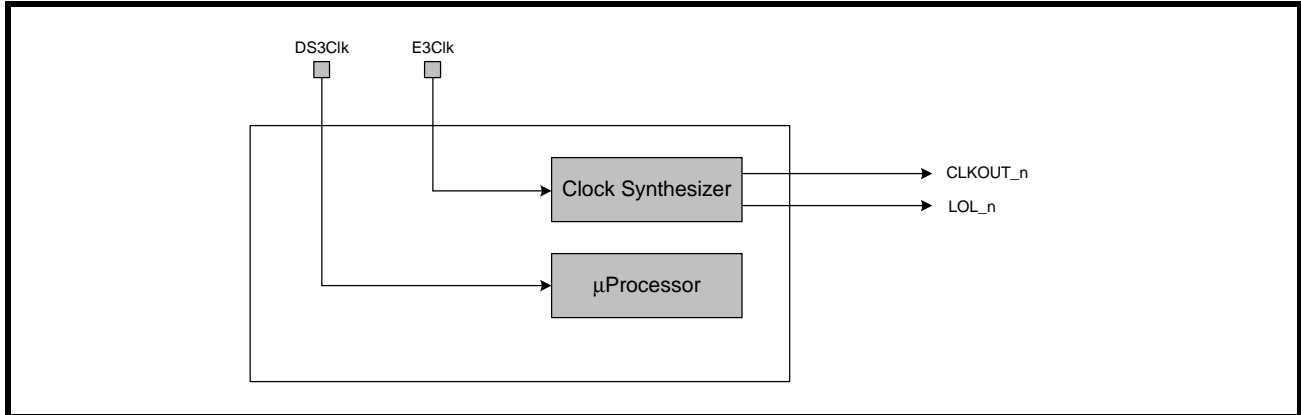 DS3Clk
E3Clk
Clock Synthesizer
CLKOUT_n
LOL_n
μProcessor